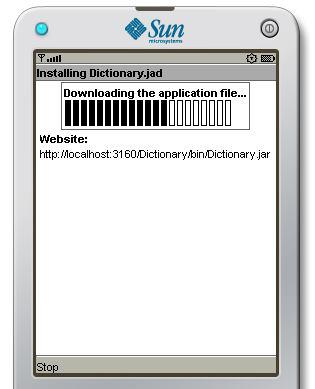 Sun
microsystems
Installing Dictionary.jad
Downloading the application file...
Website:
http://localhost:3160/Dictionary/bin/Dictionary.jar
Stop